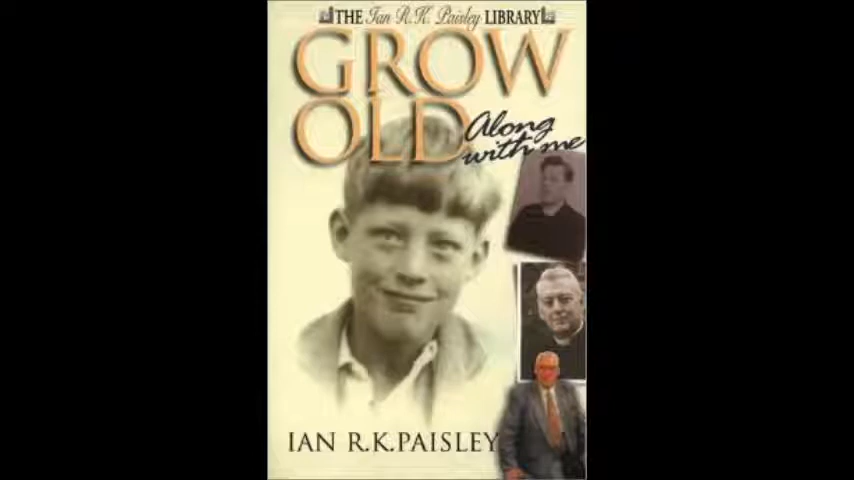 THE Ian R.K. Paisley LIBRARY
GROW
OLD
Along
with me
IAN R.K.PAISLEY